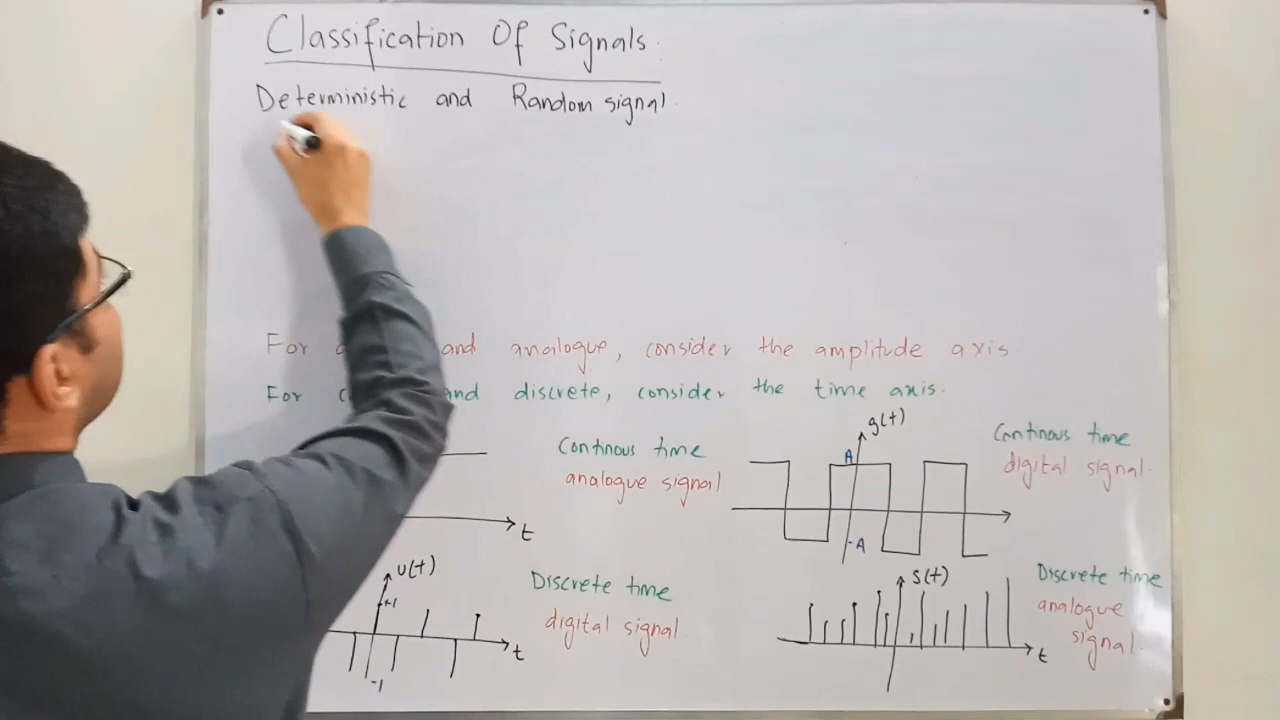 Classification Of Signals.
Deterministic and Random signal.
For and analogue, consider the amplitude axis
For and discrete, consider the time axis.
t
Continous time
analogue signal
g(t)
A
-A
Continous time
digital signal.
u(t)
+1
-1
t
Discrete time
digital signal
s(t)
t
Discrete time
analogue
signal.